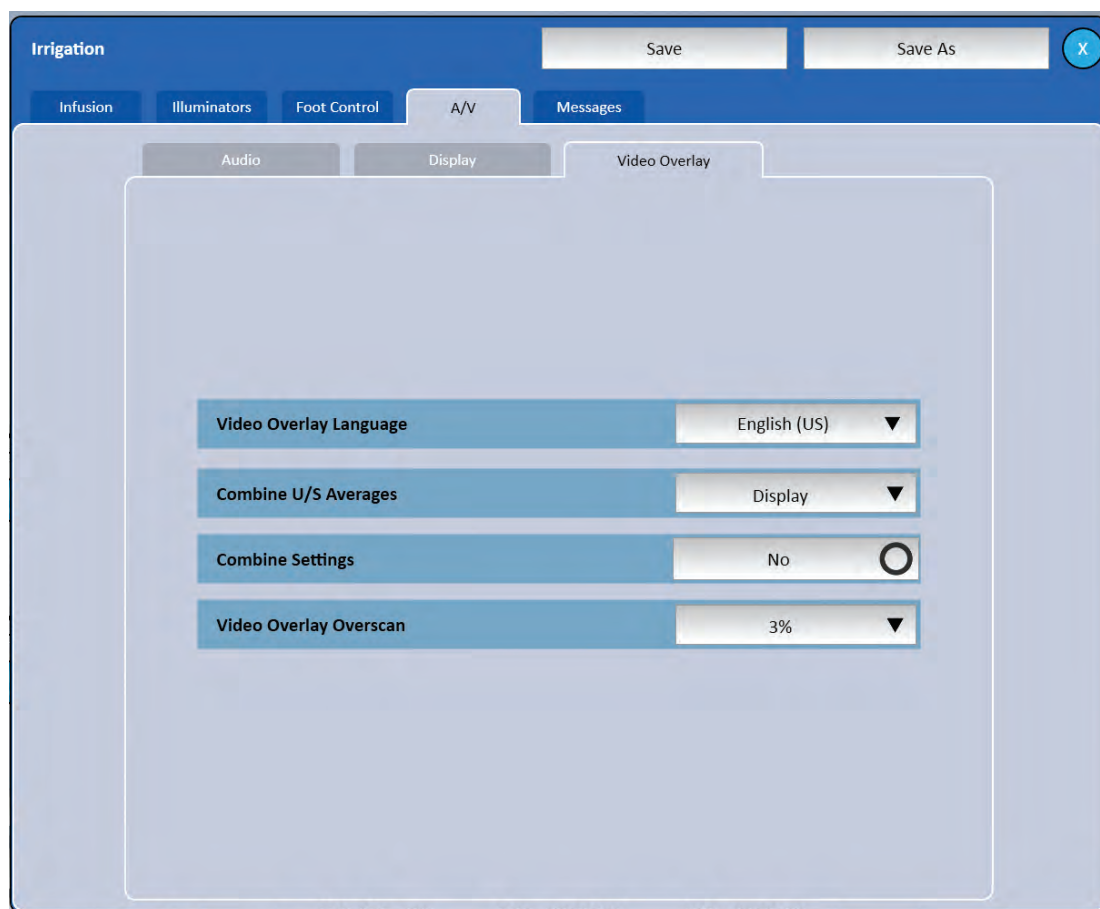 Irrigation Save Save As X
Infusion Illuminators Foot Control A/V Messages
Audio Display Video Overlay
Video Overlay Language English (US)
Combine U/S Averages Display
Combine Settings No
Video Overlay Overscan 3%